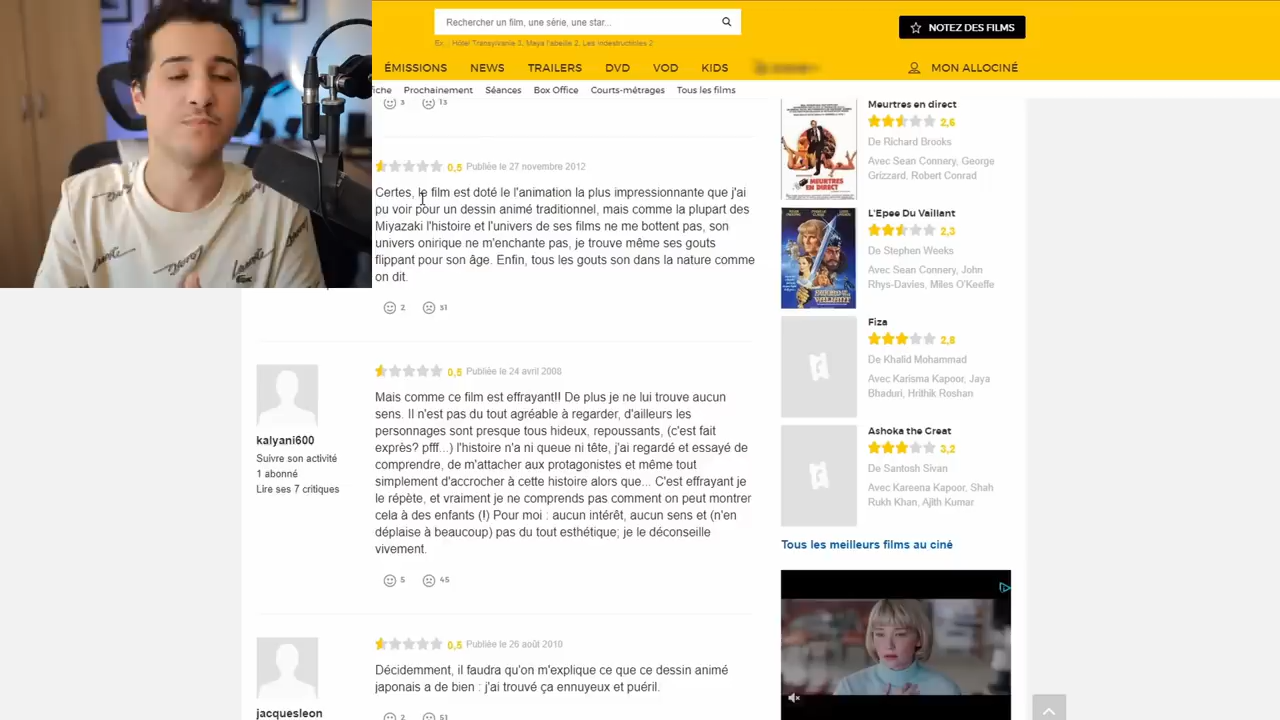 Rechercher un film, une série, une star...
NOTEZ DES FILMS
Ex. : Hôtel Transylvanie 3, Maya l'abeille 2, Les Indestructibles 2
ÉMISSIONS NEWS TRAILERS DVD VOD KIDS
MON ALLOCINÉ
fiche Prochainement Séances Box Office Courts-métrages Tous les films
3 13
0,5 Publiée le 27 novembre 2012
Certes, le film est doté le l'animation la plus impressionnante que j'ai
pu voir pour un dessin animé traditionnel, mais comme la plupart des
Miyazaki l'histoire et l'univers de ses films ne me bottent pas, son
univers onirique ne m'enchante pas, je trouve même ses gouts
flippant pour son âge. Enfin, tous les gouts son dans la nature comme
on dit.
2 31
0,5 Publiée le 24 avril 2008
Mais comme ce film est effrayant!! De plus je ne lui trouve aucun
sens. Il n'est pas du tout agréable à regarder, d'ailleurs les
personnages sont presque tous hideux, repoussants, (c'est fait
exprès? pfff...) l'histoire n'a ni queue ni tête, j'ai regardé et essayé de
comprendre, de m'attacher aux protagonistes et même tout
simplement d'accrocher à cette histoire alors que... C'est effrayant je
le répète, et vraiment je ne comprends pas comment on peut montrer
cela à des enfants (!) Pour moi : aucun intérêt, aucun sens et (n'en
déplaise à beaucoup) pas du tout esthétique; je le déconseille
vivement.
kalyani600
Suivre son activité
1 abonné
Lire ses 7 critiques
5 45
0,5 Publiée le 26 août 2010
Décidemment, il faudra qu'on m'explique ce que ce dessin animé
japonais a de bien : j'ai trouvé ça ennuyeux et puéril.
jacquesleon
2 51
Meurtres en direct
2,6
De Richard Brooks
Avec Sean Connery, George
Grizzard, Robert Conrad
MEURTRES
EN DIRECT
L'Epee Du Vaillant
2,3
De Stephen Weeks
Avec Sean Connery, John
Rhys-Davies, Miles O'Keeffe
VALIANT
Fiza
2,8
De Khalid Mohammad
Avec Karisma Kapoor, Jaya
Bhaduri, Hrithik Roshan
Ashoka the Great
3,2
De Santosh Sivan
Avec Kareena Kapoor, Shah
Rukh Khan, Ajith Kumar
Tous les meilleurs films au ciné